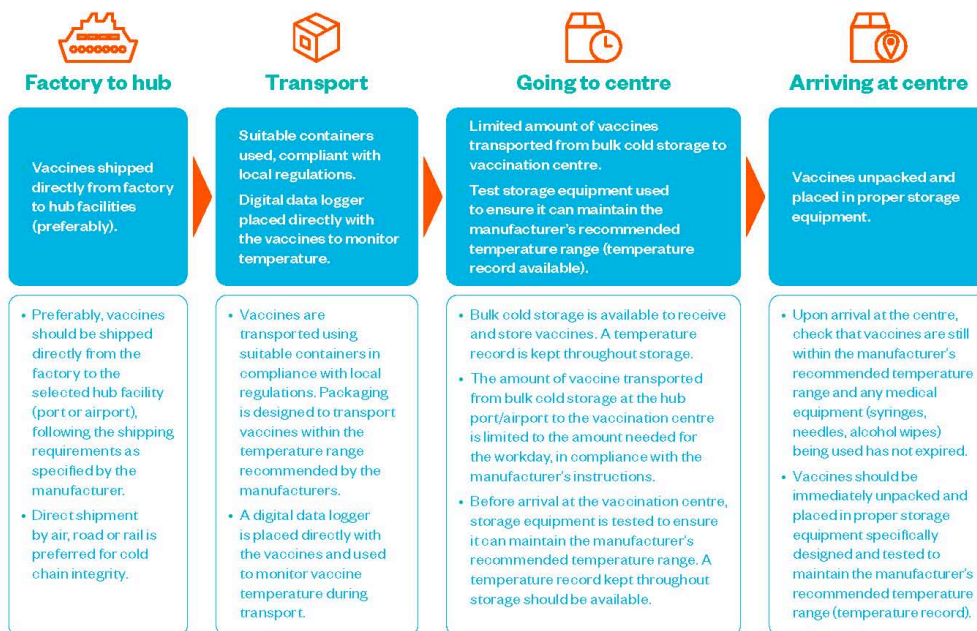 Factory to hub
Vaccines shipped
directly from factory
to hub facilities
(preferably).
• Preferably, vaccines
should be shipped
directly from the
factory to the
selected hub facility
(port or airport),
following the shipping
requirements as
specified by the
manufacturer.
• Direct shipment
by air, road or rail is
preferred for cold
chain integrity.
Transport
Suitable containers
used, compliant with
local regulations.
Digital data logger
placed directly with
the vaccines to monitor
temperature.
• Vaccines are
transported using
suitable containers in
compliance with local
regulations. Packaging
is designed to transport
vaccines within the
temperature range
recommended by the
manufacturers.
• A digital data logger
is placed directly with
the vaccines and used
to monitor vaccine
temperature during
transport.
Going to centre
Limited amount of vaccines
transported from bulk cold storage to
vaccination centre.
Test storage equipment used
to ensure it can maintain the
manufacturer's recommended
temperature range (temperature
record available).
• Bulk cold storage is available to receive
and store vaccines. A temperature
record is kept throughout storage.
• The amount of vaccine transported
from bulk cold storage at the hub
port/airport to the vaccination centre
is limited to the amount needed for
the workday, in compliance with the
manufacturer's instructions.
• Before arrival at the vaccination centre,
storage equipment is tested to ensure
it can maintain the manufacturer's
recommended temperature range. A
temperature record kept throughout
storage should be available.
Arriving at centre
Vaccines unpacked and
placed in proper storage
equipment.
• Upon arrival at the centre,
check that vaccines are still
within the manufacturer's
recommended temperature
range and any medical
equipment (syringes,
needles, alcohol wipes)
being used has not expired.
• Vaccines should be
immediately unpacked and
placed in proper storage
equipment specifically
designed and tested to
maintain the manufacturer's
recommended temperature
range (temperature record).